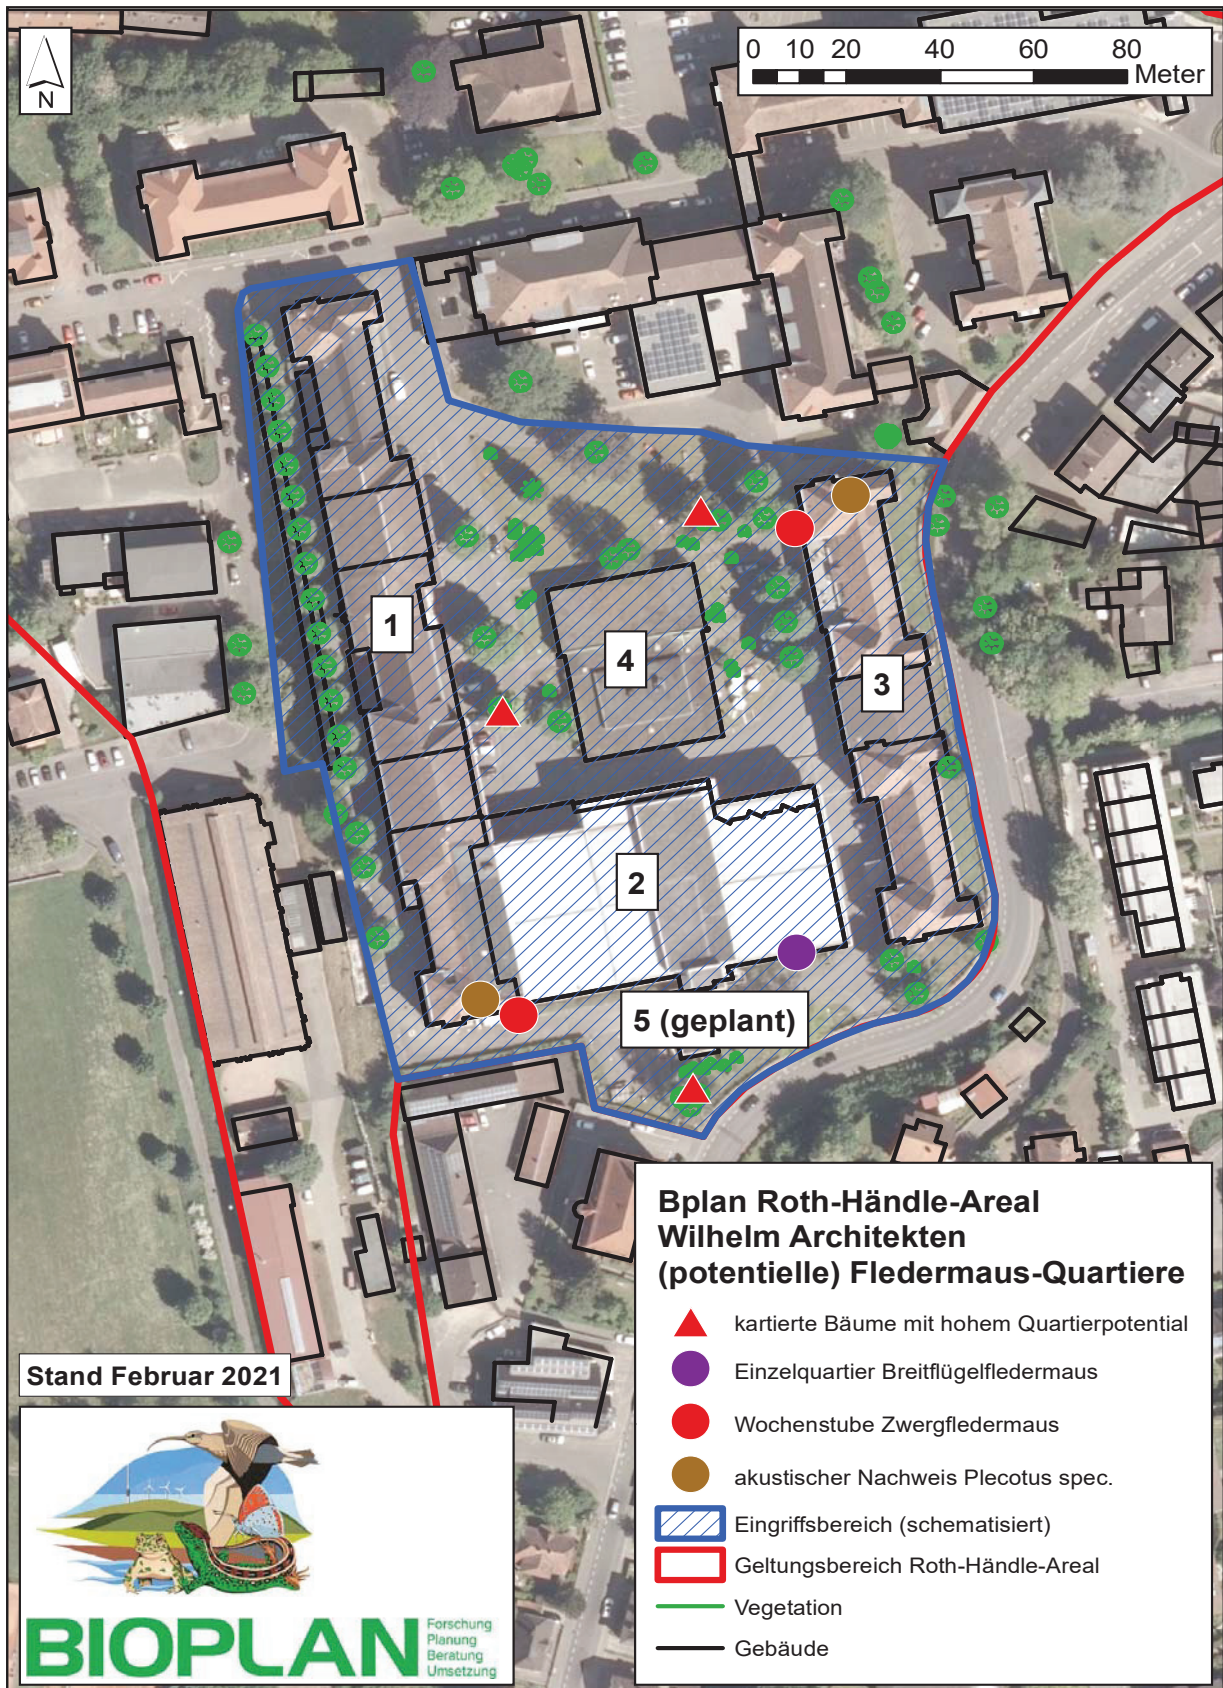 0 10 20 40 60 80
Meter
N
1
4
3
2
5 (geplant)
Bplan Roth-Händle-Areal
Wilhelm Architekten
(potentielle) Fledermaus-Quartiere
kartierte Bäume mit hohem Quartierpotential
Einzelquartier Breitflügelfledermaus
Wochenstube Zwergfledermaus
akustischer Nachweis Plecotus spec.
Eingriffsbereich (schematisiert)
Geltungsbereich Roth-Händle-Areal
Vegetation
Gebäude
Stand Februar 2021
BIOPLAN
Forschung
Planung
Beratung
Umsetzung